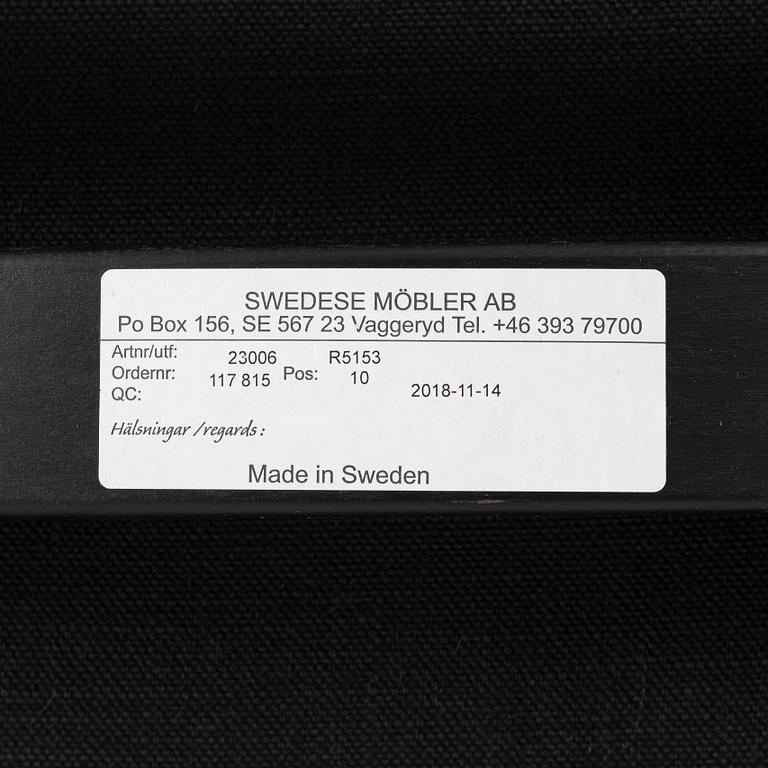 SWEDESE MÖBLER AB
Po Box 156, SE 567 23 Vaggeryd Tel. +46 393 79700
Artnr/utf: 23006 R5153
Ordernr: 117 815 Pos: 10
QC: 2018-11-14
Hälsningar /regards :
Made in Sweden